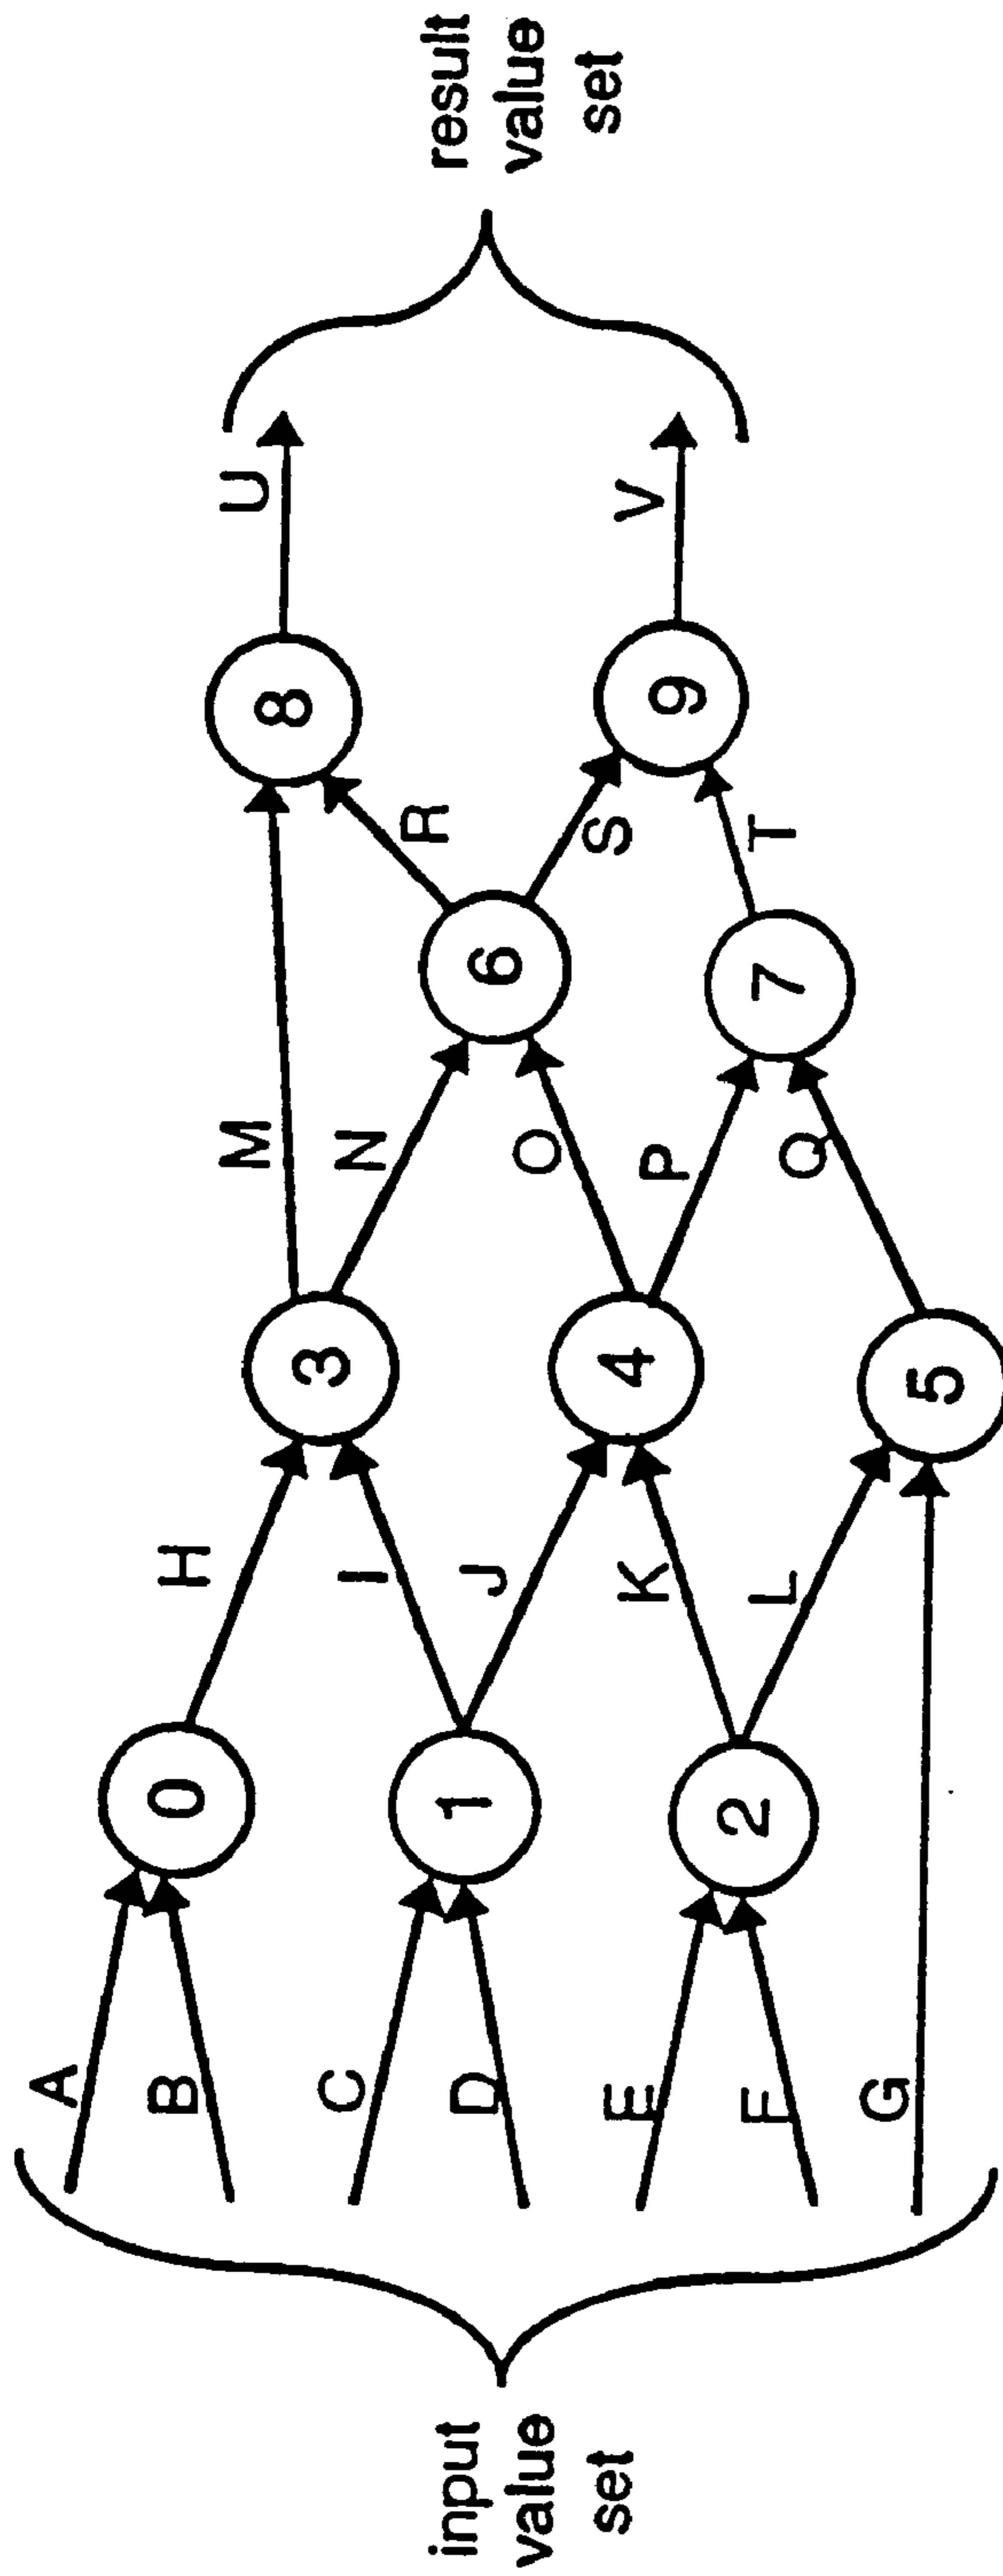 input
value
set
A
B
C
D
E
F
G
0
1
2
H
I
J
K
L
3
4
5
M
N
O
P
Q
6
7
R
S
T
8
9
U
V
result
value
set